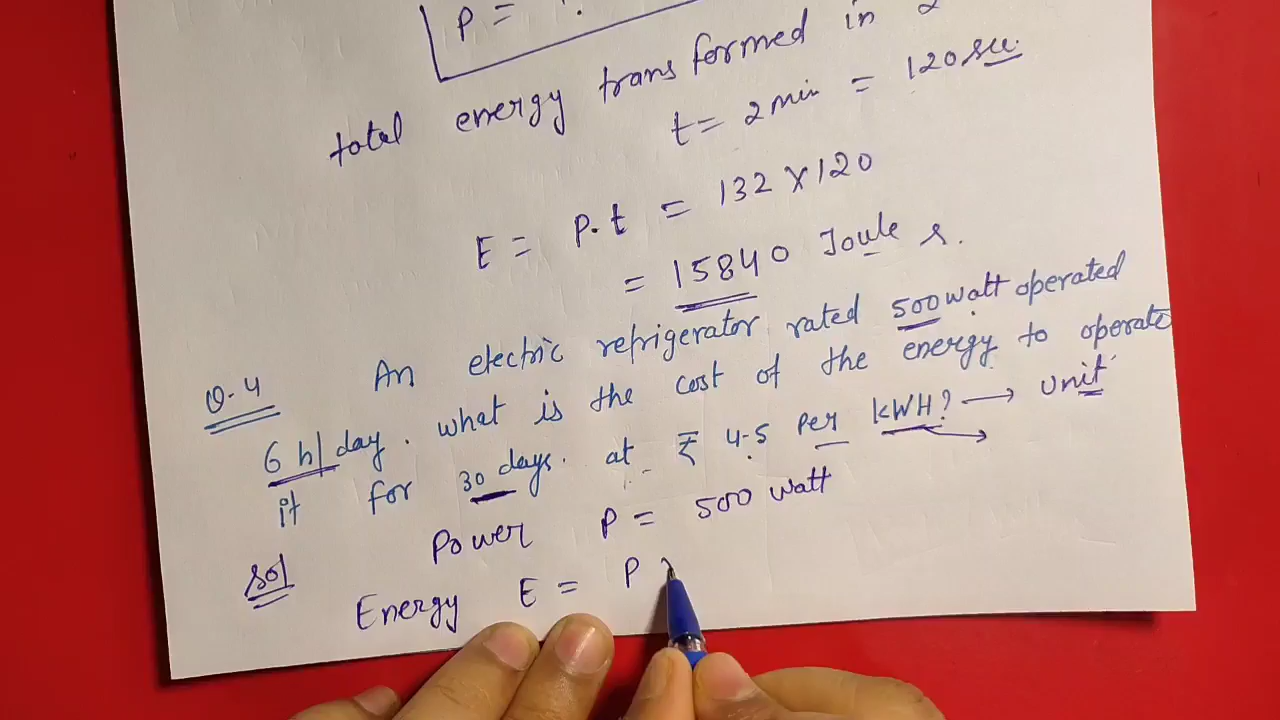 P = ?
total energy transformed in 2
t = 2 min = 120 sec.
E = P.t = 132 x 120
= 15840 Joule s.
Q-4 An electric refrigerator rated 500 watt operated
6 h/day. what is the cost of the energy to operate
it for 30 days. at ₹ 4.5 per kWH? → unit
Sol Power P = 500 watt
Energy E = P